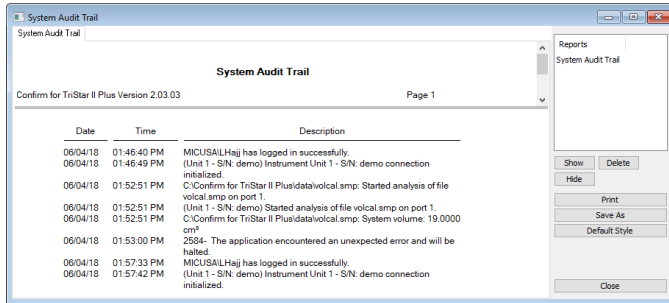 System Audit Trail
System Audit Trail
System Audit Trail
Confirm for TriStar II Plus Version 2.03.03 Page 1
Date Time Description
06/04/18 01:46:40 PM MICUSA\LHajj has logged in successfully.
06/04/18 01:46:49 PM (Unit 1 - S/N: demo) Instrument Unit 1 - S/N: demo connection
initialized.
06/04/18 01:52:51 PM C:\Confirm for TriStar II Plus\data\volcal.smp: Started analysis of file
volcal.smp on port 1.
06/04/18 01:52:51 PM (Unit 1 - S/N: demo) Started analysis of file volcal.smp on port 1.
06/04/18 01:52:51 PM C:\Confirm for TriStar II Plus\data\volcal.smp: System volume: 19.0000
cm³
06/04/18 01:53:00 PM 2584- The application encountered an unexpected error and will be
halted.
06/04/18 01:57:33 PM MICUSA\LHajj has logged in successfully.
06/04/18 01:57:42 PM (Unit 1 - S/N: demo) Instrument Unit 1 - S/N: demo connection
initialized.
Reports
System Audit Trail
Show Delete
Hide
Print
Save As
Default Style
Close